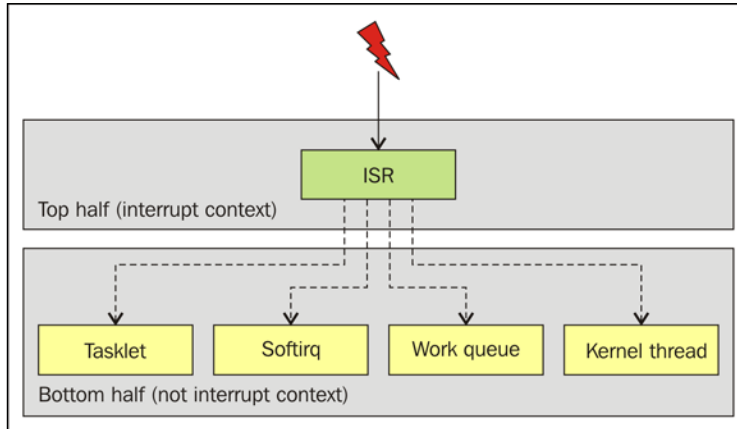 ISR
Top half (interrupt context)
Tasklet
Softirq
Work queue
Kernel thread
Bottom half (not interrupt context)